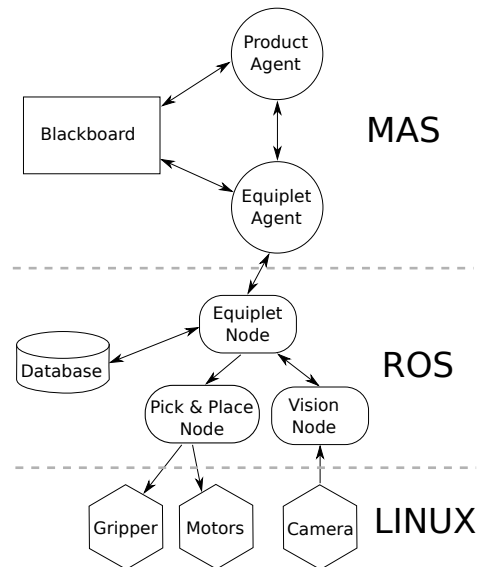 Product
Agent
Blackboard
MAS
Equiplet
Agent
Equiplet
Node
Database
ROS
Pick & Place
Node
Vision
Node
Gripper
Motors
Camera
LINUX